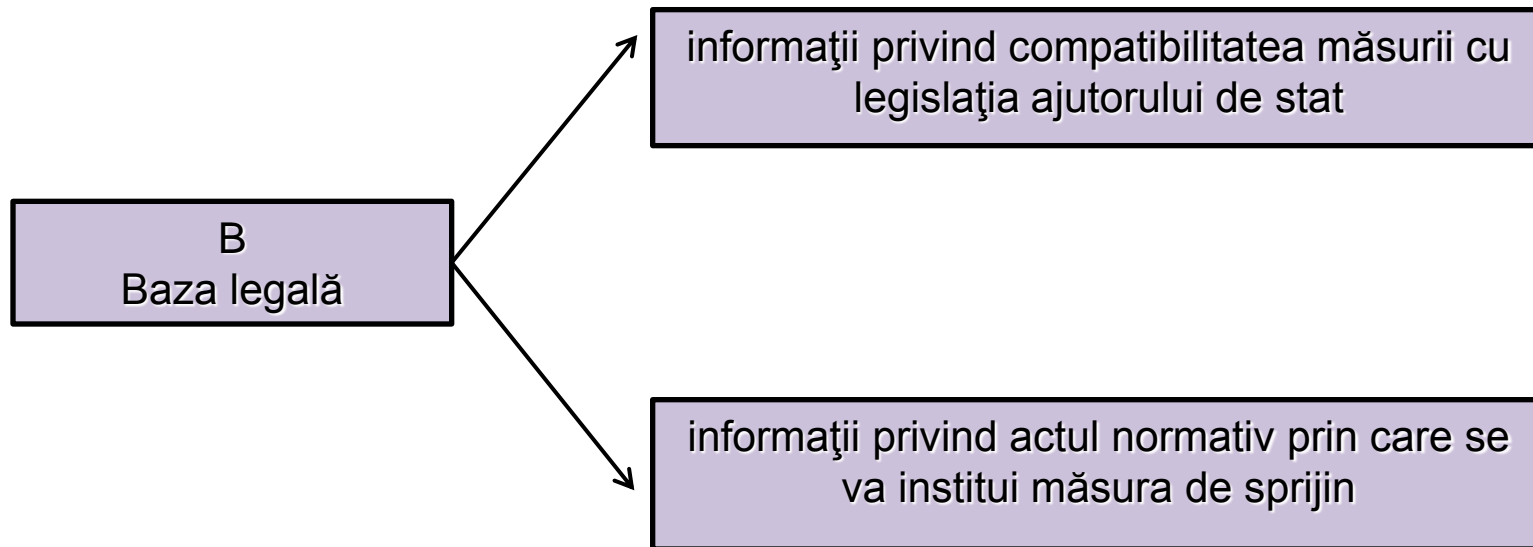 informaţii privind compatibilitatea măsurii cu
legislaţia ajutorului de stat
B
Baza legală
informaţii privind actul normativ prin care se
va institui măsura de sprijin